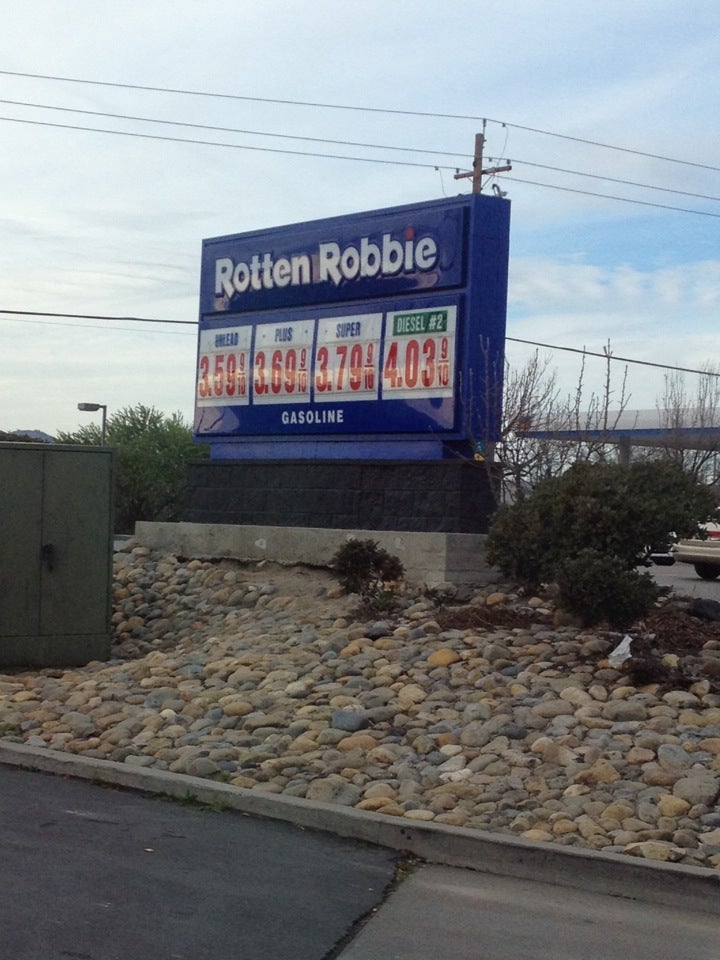 Rotten Robbie
UNLEAD PLUS SUPER DIESEL #2
3.59 9/10 3.69 9/10 3.79 9/10 4.03 9/10
GASOLINE